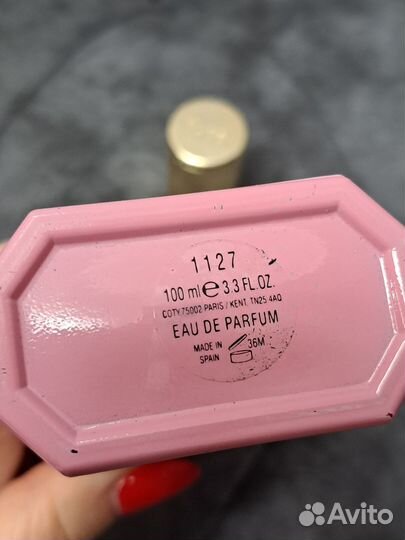 1127
100 ml e 3.3 FL.OZ.
COTY 75002 PARIS / KENT. TN25 4AQ
EAU DE PARFUM
MADE IN SPAIN
36M
Avito